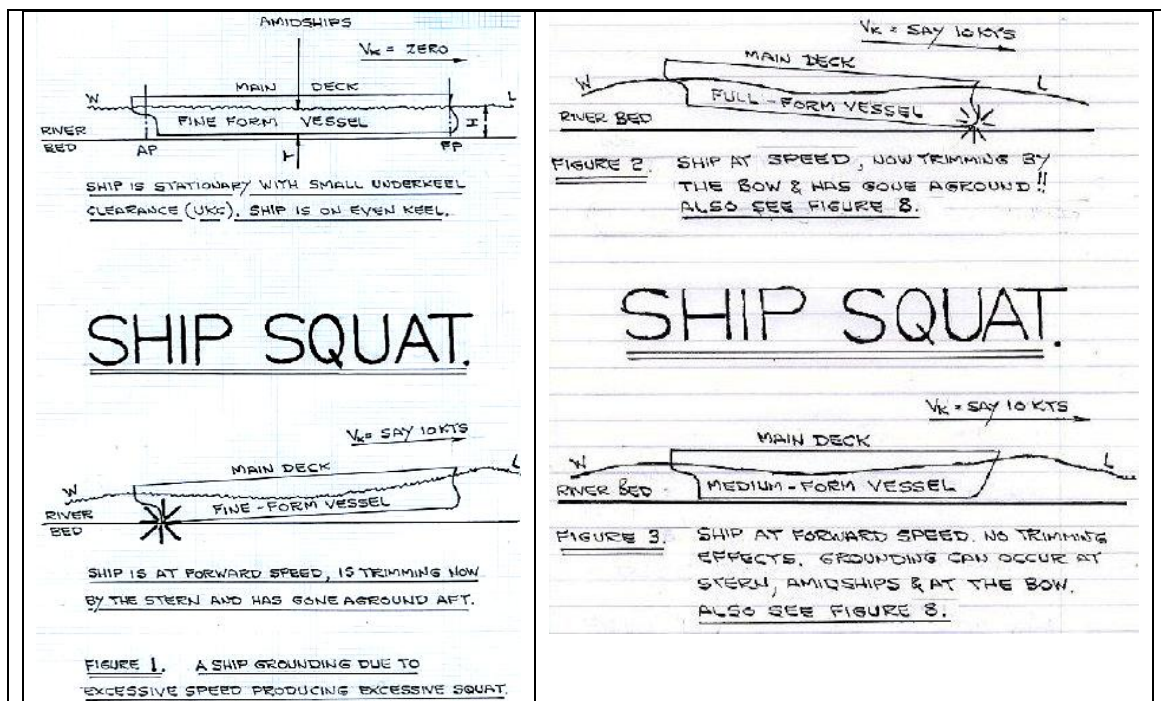 AMIDSHIPS
VK = ZERO
MAIN DECK
W
L
FINE FORM VESSEL
H
RIVER
BED
AP
T
FP
SHIP IS STATIONARY WITH SMALL UNDERKEEL
CLEARANCE (UKC). SHIP IS ON EVEN KEEL.
SHIP SQUAT.
VK = SAY 10 KTS
MAIN DECK
W
L
FINE-FORM VESSEL
RIVER
BED
SHIP IS AT FORWARD SPEED, IS TRIMMING NOW
BY THE STERN AND HAS GONE AGROUND AFT.
FIGURE 1. A SHIP GROUNDING DUE TO
EXCESSIVE SPEED PRODUCING EXCESSIVE SQUAT.
VK = SAY 10 KTS
MAIN DECK
W
L
FULL-FORM VESSEL
RIVER BED
FIGURE 2. SHIP AT SPEED, NOW TRIMMING BY
THE BOW & HAS GONE AGROUND!!
ALSO SEE FIGURE 8.
SHIP SQUAT.
VK = SAY 10 KTS
MAIN DECK
W
L
MEDIUM-FORM VESSEL
RIVER BED
FIGURE 3. SHIP AT FORWARD SPEED. NO TRIMMING
EFFECTS. GROUNDING CAN OCCUR AT
STERN, AMIDSHIPS & AT THE BOW.
ALSO SEE FIGURE 8.